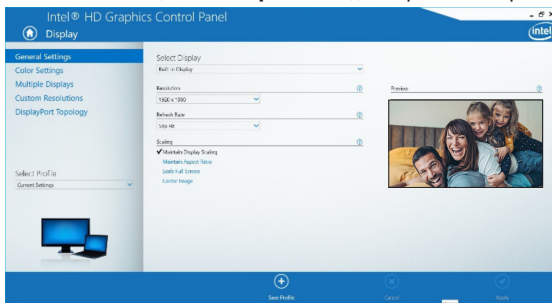 Intel® HD Graphics Control Panel
Display
intel
General Settings
Color Settings
Multiple Displays
Custom Resolutions
DisplayPort Topology
Select Profile
Current Settings
Select Display
Built in Display
Resolution
Refresh Rate
Scaling
Maintain Display Scaling
Maintain Aspect Ratio
Scale Full Screen
Center Image
Preview
Save Profile
Cancel
Apply